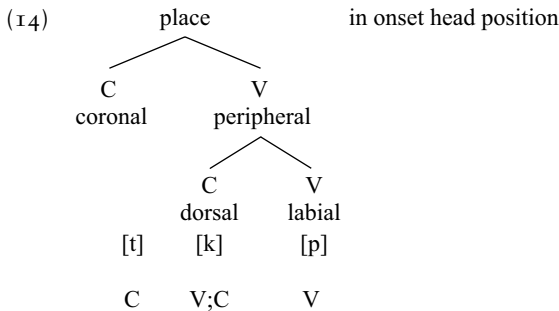 (14) place in onset head position
C V
coronal peripheral
C V
dorsal labial
[t] [k] [p]
C V;C V